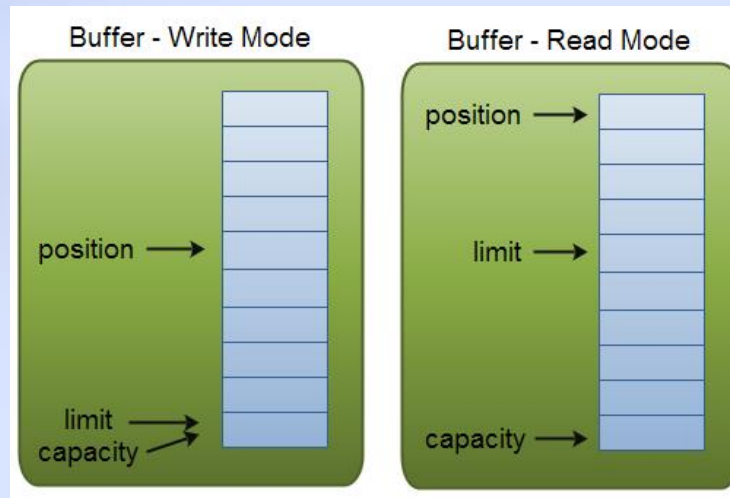 Buffer - Write Mode
position
limit
capacity
Buffer - Read Mode
position
limit
capacity